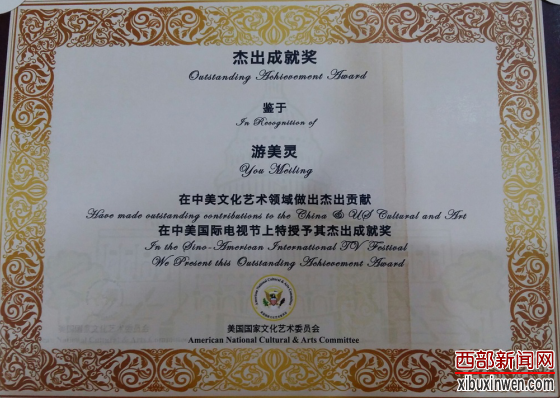 杰出成就奖
Outstanding Achievement Award
鉴于
In Recognition of
游美灵
You Meiling
在中美文化艺术领域做出杰出贡献
Have made outstanding contributions to the China & US Cultural and Art
在中美国际电视节上特授予其杰出成就奖
In the Sino-American International TV Festival
We Present this Outstanding Achievement Award
美国国家文化艺术委员会
American National Cultural & Arts Committee
西部新闻网
xibuxinwen.com